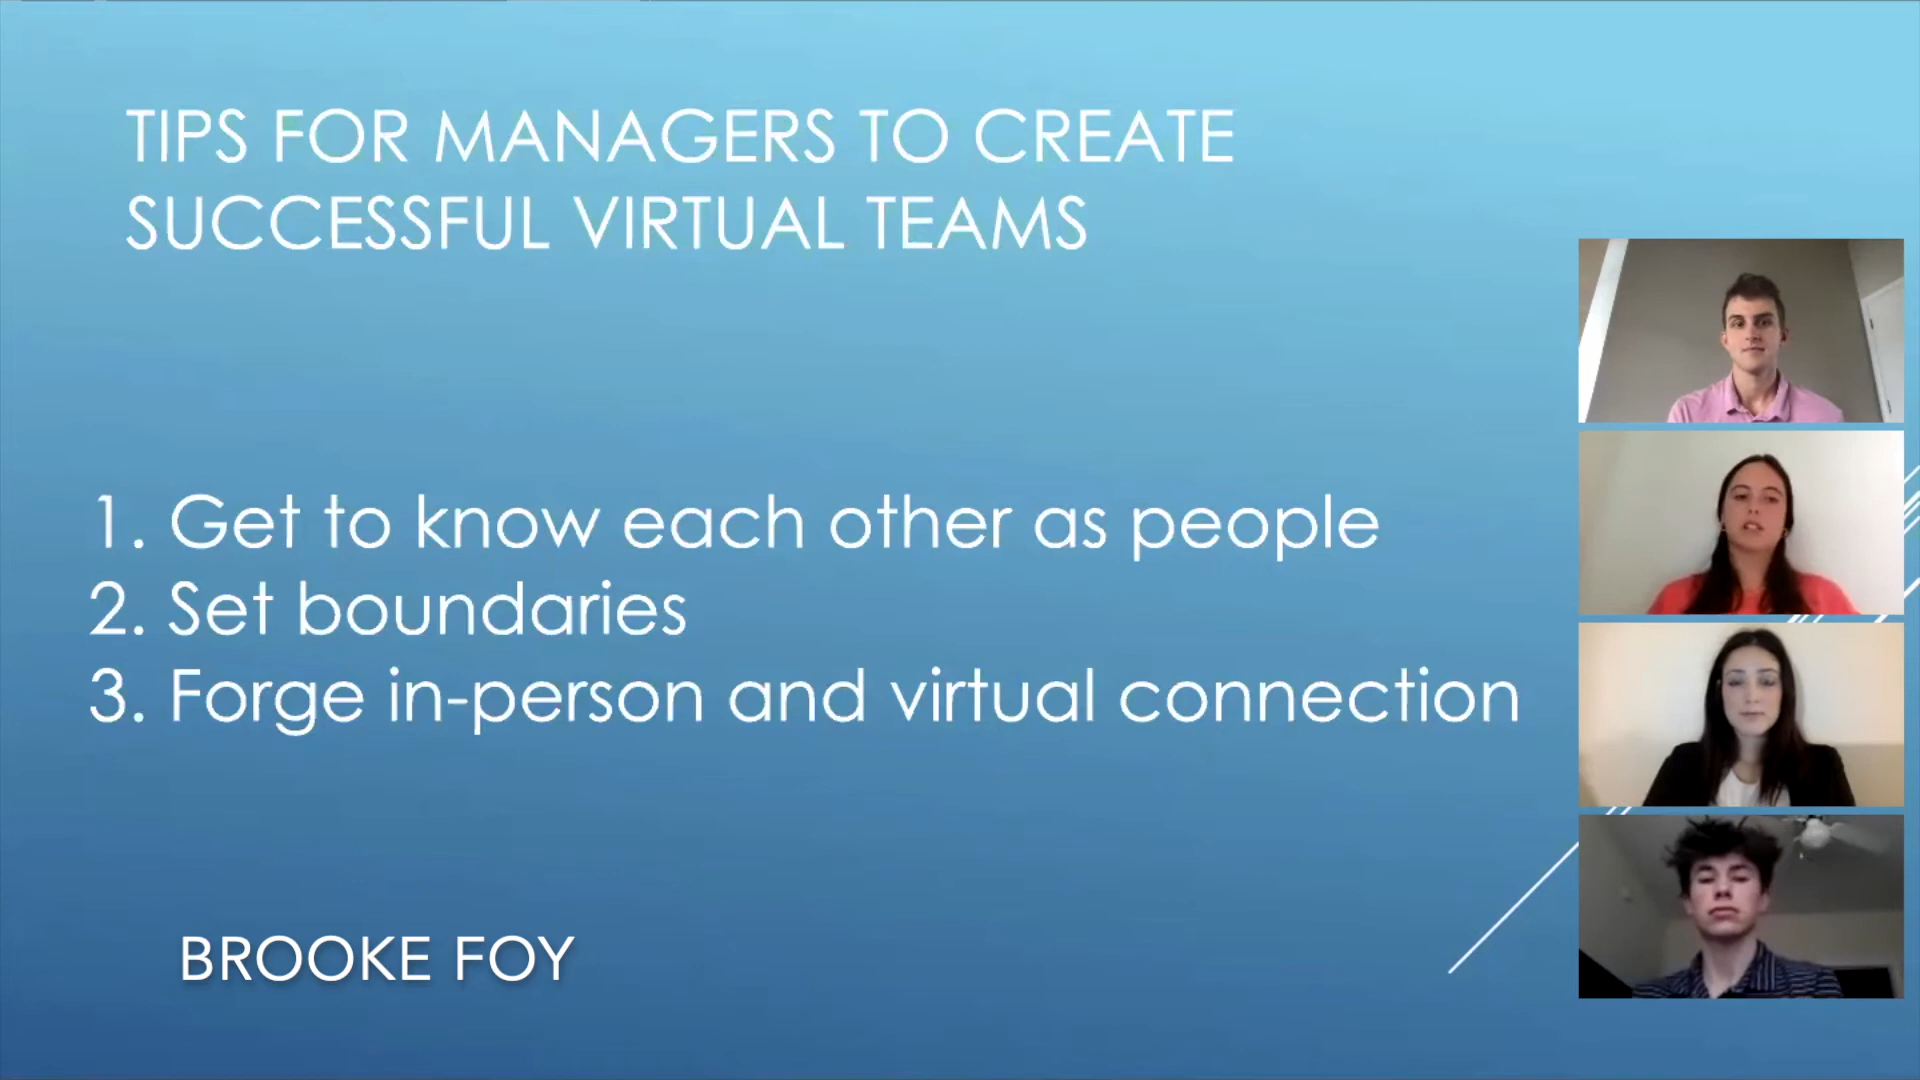 TIPS FOR MANAGERS TO CREATE
SUCCESSFUL VIRTUAL TEAMS
1. Get to know each other as people
2. Set boundaries
3. Forge in-person and virtual connection
BROOKE FOY